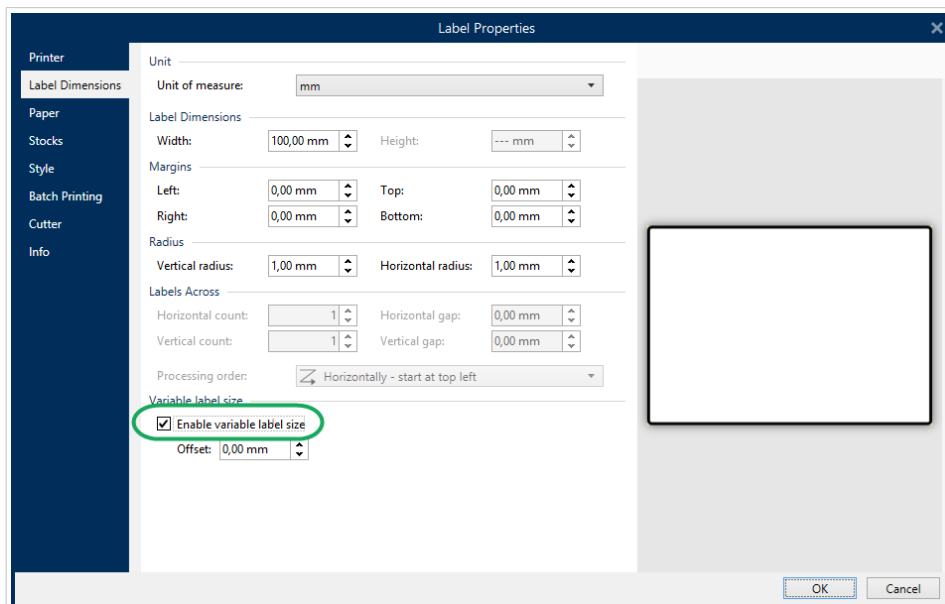 Label Properties
Printer
Label Dimensions
Paper
Stocks
Style
Batch Printing
Cutter
Info
Unit
Unit of measure: mm
Label Dimensions
Width: 100,00 mm Height: --- mm
Margins
Left: 0,00 mm Top: 0,00 mm
Right: 0,00 mm Bottom: 0,00 mm
Radius
Vertical radius: 1,00 mm Horizontal radius: 1,00 mm
Labels Across
Horizontal count: 1 Horizontal gap: 0,00 mm
Vertical count: 1 Vertical gap: 0,00 mm
Processing order: Horizontally - start at top left
Variable label size
Enable variable label size
Offset: 0,00 mm
OK Cancel